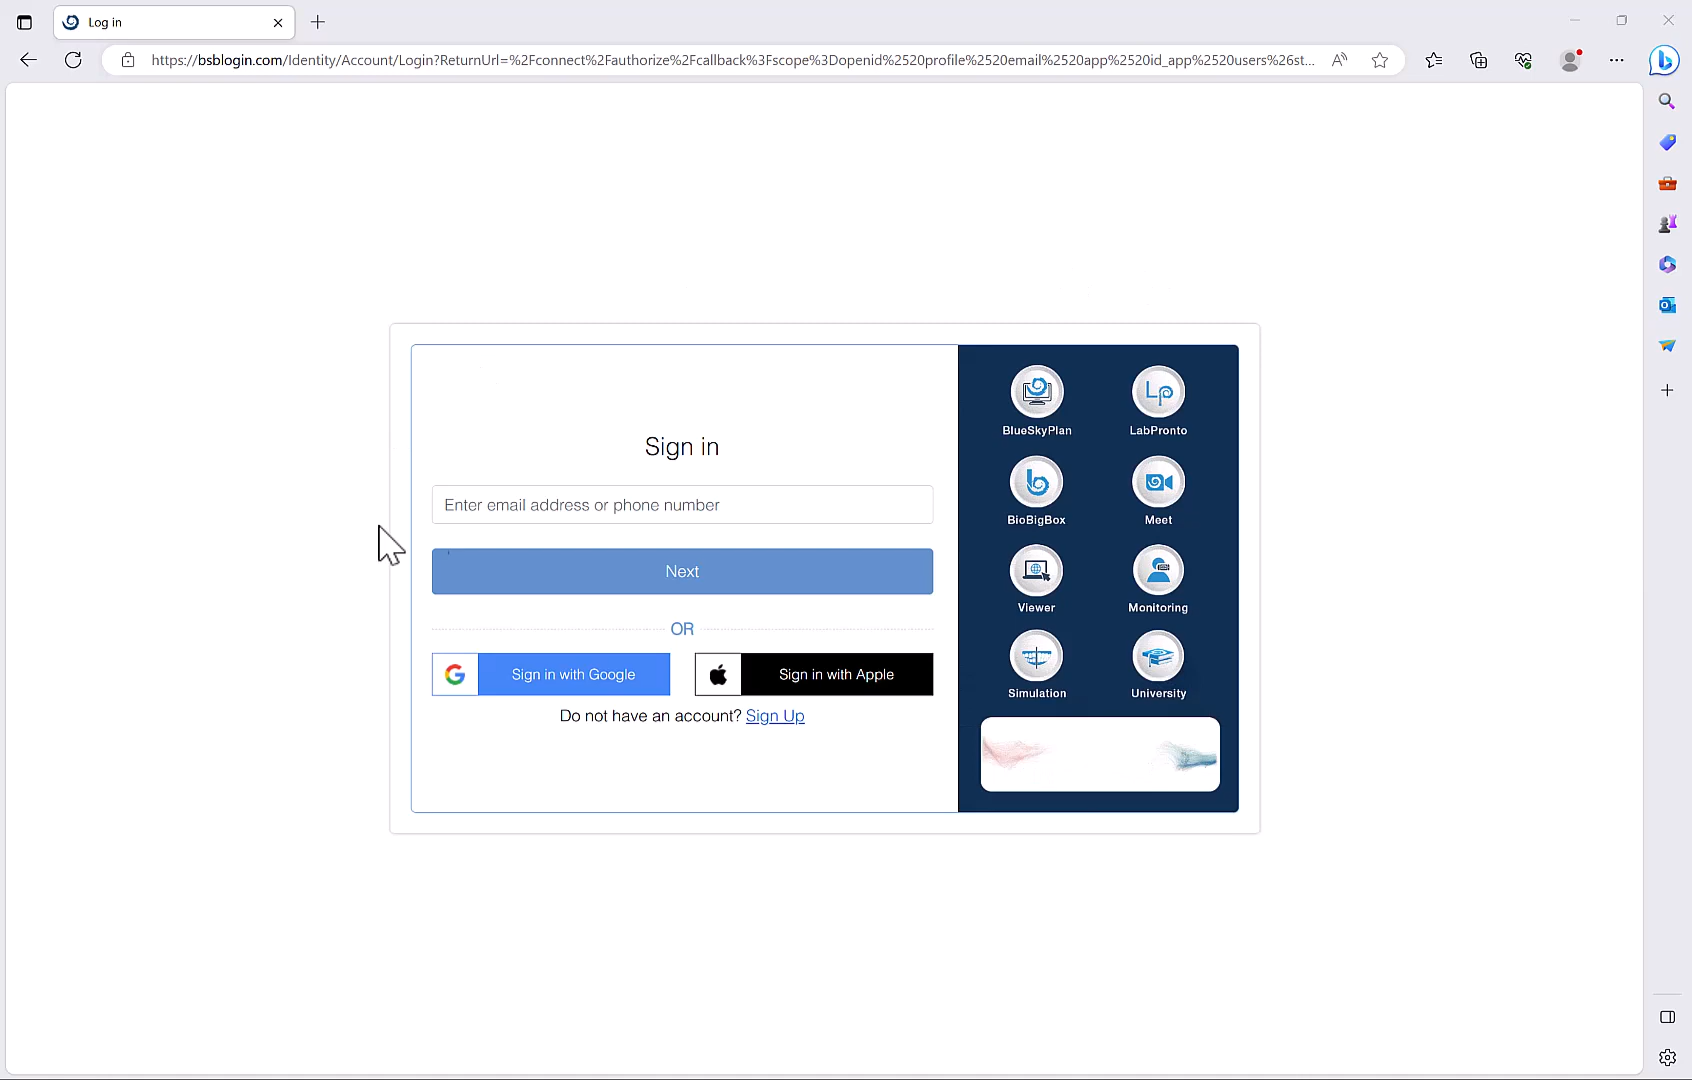 Log in
https://bsblogin.com/Identity/Account/Login?ReturnUrl=%2Fconnect%2Fauthorize%2Fcallback%3Fscope%3Dopenid%2520profile%2520email%2520app%2520id_app%2520users%26st...
Sign in
Enter email address or phone number
Next
OR
Sign in with Google
Sign in with Apple
Do not have an account? Sign Up
BlueSkyPlan
LabPronto
BioBigBox
Meet
Viewer
Monitoring
Simulation
University